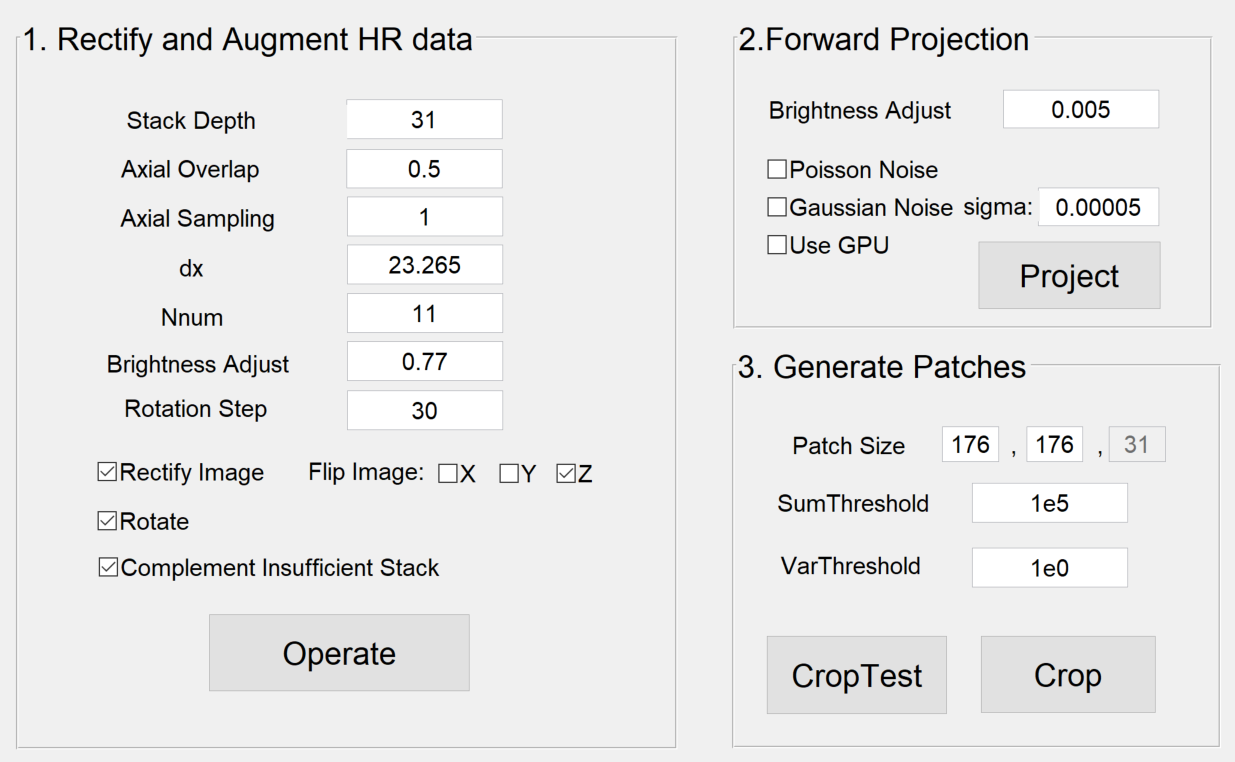 1. Rectify and Augment HR data
Stack Depth 31
Axial Overlap 0.5
Axial Sampling 1
dx 23.265
Nnum 11
Brightness Adjust 0.77
Rotation Step 30
Rectify Image Flip Image: X Y Z
Rotate
Complement Insufficient Stack
Operate
2.Forward Projection
Brightness Adjust 0.005
Poisson Noise
Gaussian Noise sigma: 0.00005
Use GPU
Project
3. Generate Patches
Patch Size 176 , 176 , 31
SumThreshold 1e5
VarThreshold 1e0
CropTest Crop